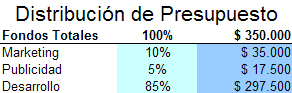 Distribución de Presupuesto
Fondos Totales 100% $ 350.000
Marketing 10% $ 35.000
Publicidad 5% $ 17.500
Desarrollo 85% $ 297.500